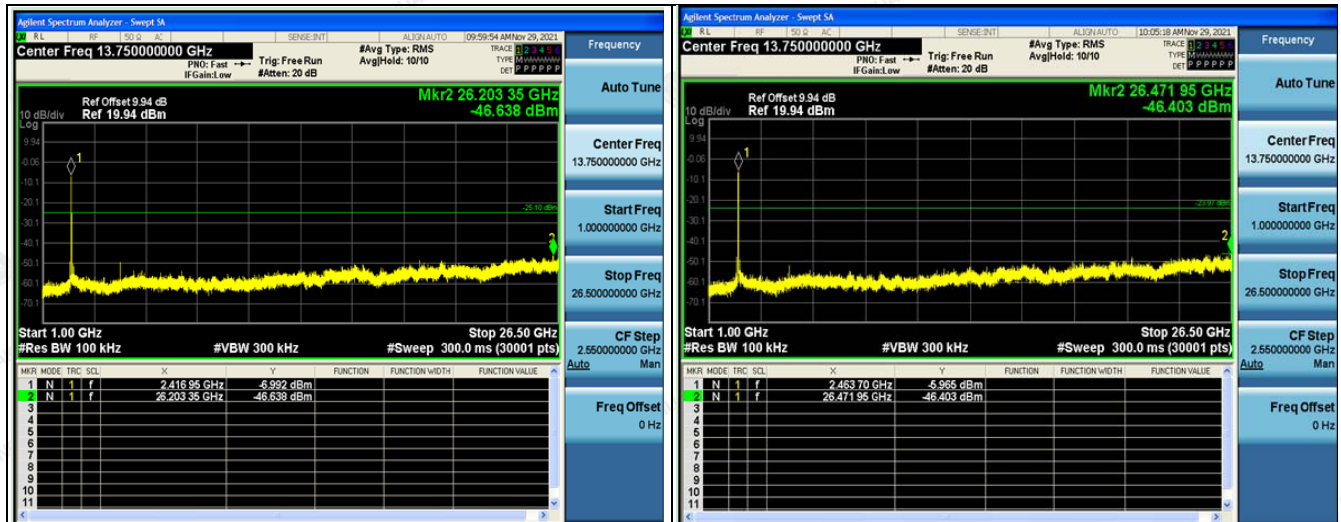 Agilent Spectrum Analyzer - Swept SA
RL RF 50 Ω AC SENSE:INT ALIGNAUTO 09:59:54 AM Nov 29, 2021
Center Freq 13.750000000 GHz
PNO: Fast
IFGain:Low
Trig: Free Run
#Atten: 20 dB
#Avg Type: RMS
Avg|Hold: 10/10
TRACE 1 2 3 4 5 6
TYPE M
DET P P P P P P
Frequency
Auto Tune
Center Freq
13.750000000 GHz
Start Freq
1.000000000 GHz
Stop Freq
26.500000000 GHz
CF Step
2.550000000 GHz
Auto Man
Freq Offset
0 Hz
Mkr2 26.203 35 GHz
-46.638 dBm
Ref Offset 9.94 dB
10 dB/div Ref 19.94 dBm
Log
9.94
-0.06
-10.1
-20.1
-30.1
-40.1
-50.1
-60.1
-70.1
1
-25.10 dBm
2
Start 1.00 GHz Stop 26.50 GHz
#Res BW 100 kHz #VBW 300 kHz #Sweep 300.0 ms (30001 pts)
MKR MODE TRC SCL X Y FUNCTION FUNCTION WIDTH FUNCTION VALUE
1 N 1 f 2.416 95 GHz -6.992 dBm
2 N 1 f 26.203 35 GHz -46.638 dBm
3
4
5
6
7
8
9
10
11
Agilent Spectrum Analyzer - Swept SA
RL RF 50 Ω AC SENSE:INT ALIGNAUTO 10:05:18 AM Nov 29, 2021
Center Freq 13.750000000 GHz
PNO: Fast
IFGain:Low
Trig: Free Run
#Atten: 20 dB
#Avg Type: RMS
Avg|Hold: 10/10
TRACE 1 2 3 4 5 6
TYPE M
DET P P P P P P
Frequency
Auto Tune
Center Freq
13.750000000 GHz
Start Freq
1.000000000 GHz
Stop Freq
26.500000000 GHz
CF Step
2.550000000 GHz
Auto Man
Freq Offset
0 Hz
Mkr2 26.471 95 GHz
-46.403 dBm
Ref Offset 9.94 dB
10 dB/div Ref 19.94 dBm
Log
9.94
-0.06
-10.1
-20.1
-30.1
-40.1
-50.1
-60.1
-70.1
1
-23.97 dBm
2
Start 1.00 GHz Stop 26.50 GHz
#Res BW 100 kHz #VBW 300 kHz #Sweep 300.0 ms (30001 pts)
MKR MODE TRC SCL X Y FUNCTION FUNCTION WIDTH FUNCTION VALUE
1 N 1 f 2.463 70 GHz -5.965 dBm
2 N 1 f 26.471 95 GHz -46.403 dBm
3
4
5
6
7
8
9
10
11